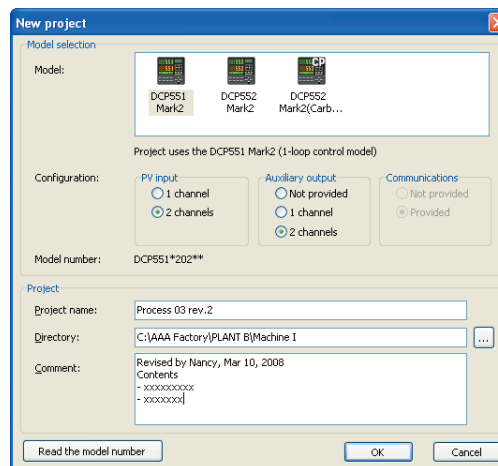 New project
Model selection
Model:
CP
DCP551 Mark2
DCP552 Mark2
DCP552 Mark2(Carb...
Project uses the DCP551 Mark2 (1-loop control model)
Configuration:
PV input
1 channel
2 channels
Auxiliary output
Not provided
1 channel
2 channels
Communications
Not provided
Provided
Model number: DCP551*202**
Project
Project name: Process 03 rev.2
Directory: C:\AAA Factory\PLANT B\Machine I ...
Comment: Revised by Nancy, Mar 10, 2008
Contents
- xxxxxxxxx
- xxxxxxx
Read the model number OK Cancel